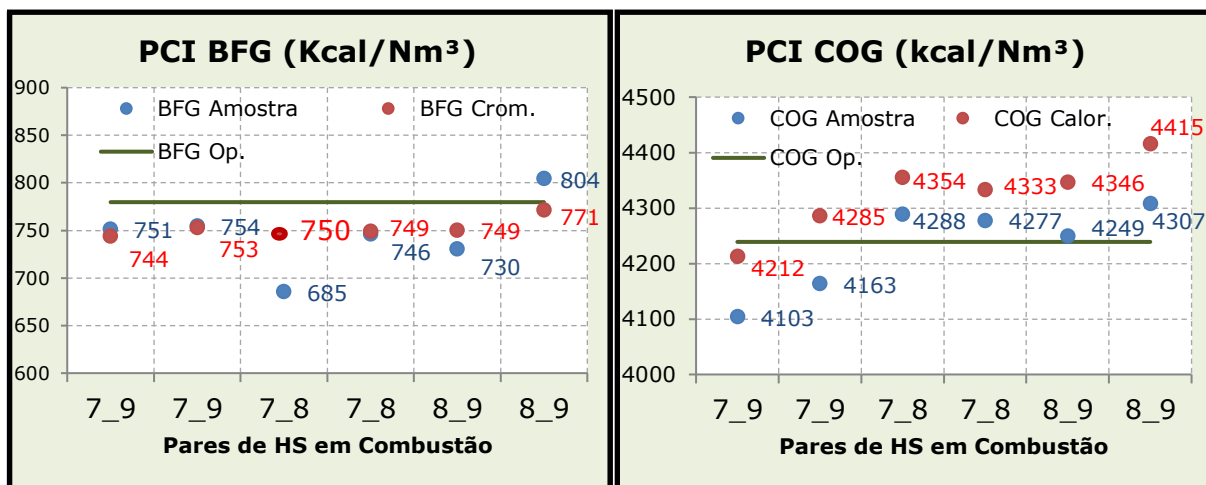 PCI BFG (Kcal/Nm³)
900
BFG Amostra BFG Crom.
850
BFG Op.
800
804
750
751 754 750 749 749 771
744 753 746 730
700
685
650
600
7_9 7_9 7_8 7_8 8_9 8_9
Pares de HS em Combustão
PCI COG (kcal/Nm³)
4500
COG Amostra COG Calor.
4415
4400
COG Op.
4354 4333 4346
4300
4285 4288 4277 4249 4307
4200
4212
4163
4100
4103
4000
7_9 7_9 7_8 7_8 8_9 8_9
Pares de HS em Combustão